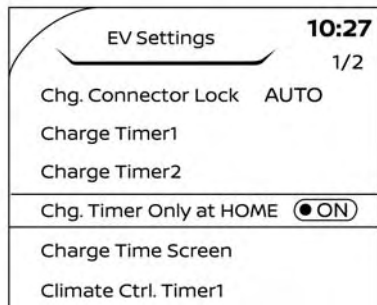 EV Settings
10:27
1/2
Chg. Connector Lock AUTO
Charge Timer1
Charge Timer2
Chg. Timer Only at HOME ON
Charge Time Screen
Climate Ctrl. Timer1